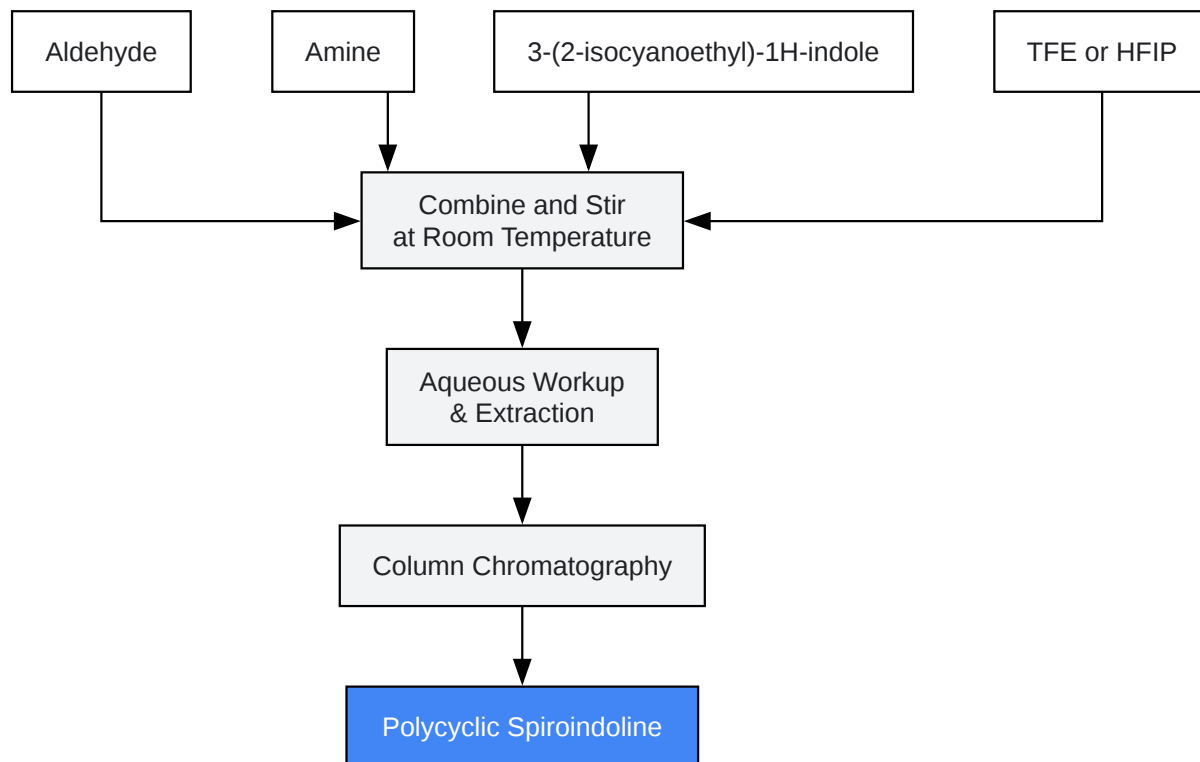 Aldehyde
Amine
3-(2-isocyanoethyl)-1H-indole
TFE or HFIP
Combine and Stir
at Room Temperature
Aqueous Workup
& Extraction
Column Chromatography
Polycyclic Spiroindoline